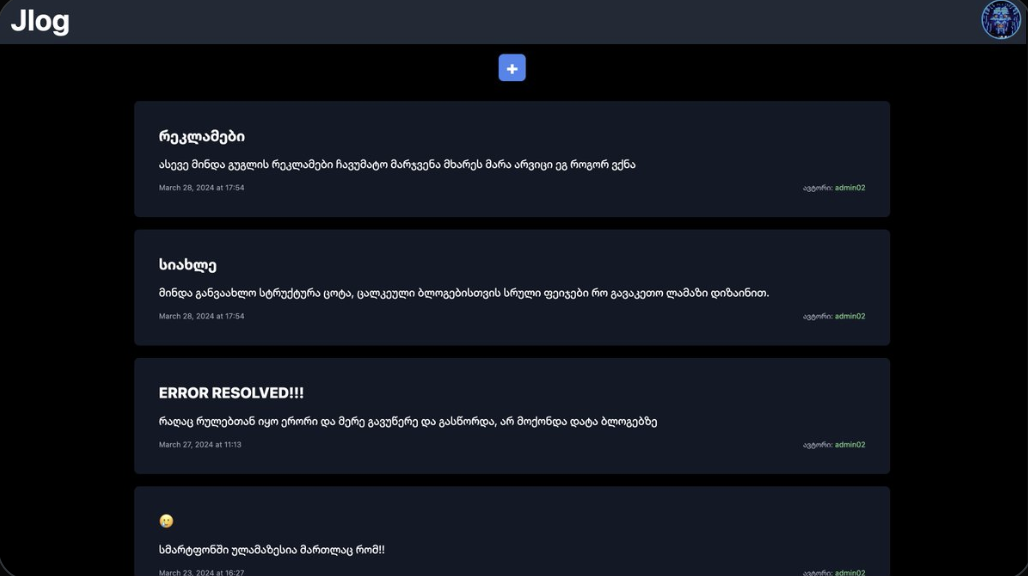 Jlog
+
რეკლამები
ასევე მინდა გუგლის რეკლამები ჩავუმატო მარჯვენა მხარეს მარა არვიცი ეგ როგორ ვქნა
March 28, 2024 at 17:54
ავტორი: admin02
სიახლე
მინდა განვაახლო სტრუქტურა ცოტა, ცალკეული ბლოგებისთვის სრული ფეიჯები რო გავაკეთო ლამაზი დიზაინით.
March 28, 2024 at 17:54
ავტორი: admin02
ERROR RESOLVED!!!
რაღაც რულებთან იყო ერორი და მერე გავუწერე და გასწორდა, არ მოქონდა დატა ბლოგებზე
March 27, 2024 at 11:13
ავტორი: admin02
🥲
სმარტფონში ულამაზესია მართლაც რომ!!
March 23, 2024 at 16:27
ავტორი: admin02